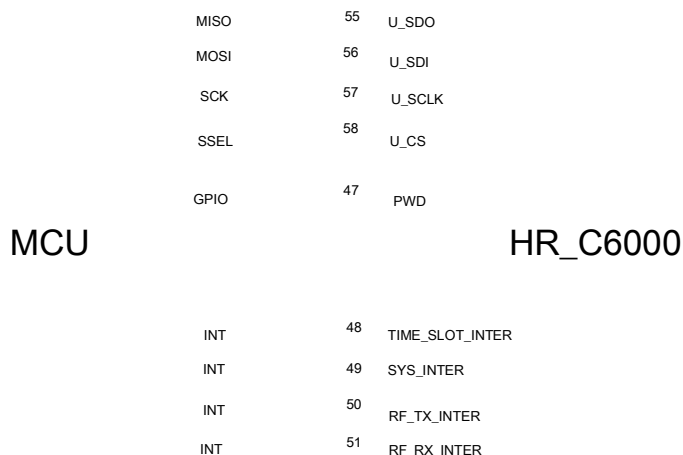 MISO 55 U_SDO
MOSI 56 U_SDI
SCK 57 U_SCLK
SSEL 58 U_CS
GPIO 47 PWD
MCU HR_C6000
INT 48 TIME_SLOT_INTER
INT 49 SYS_INTER
INT 50 RF_TX_INTER
INT 51 RF_RX_INTER